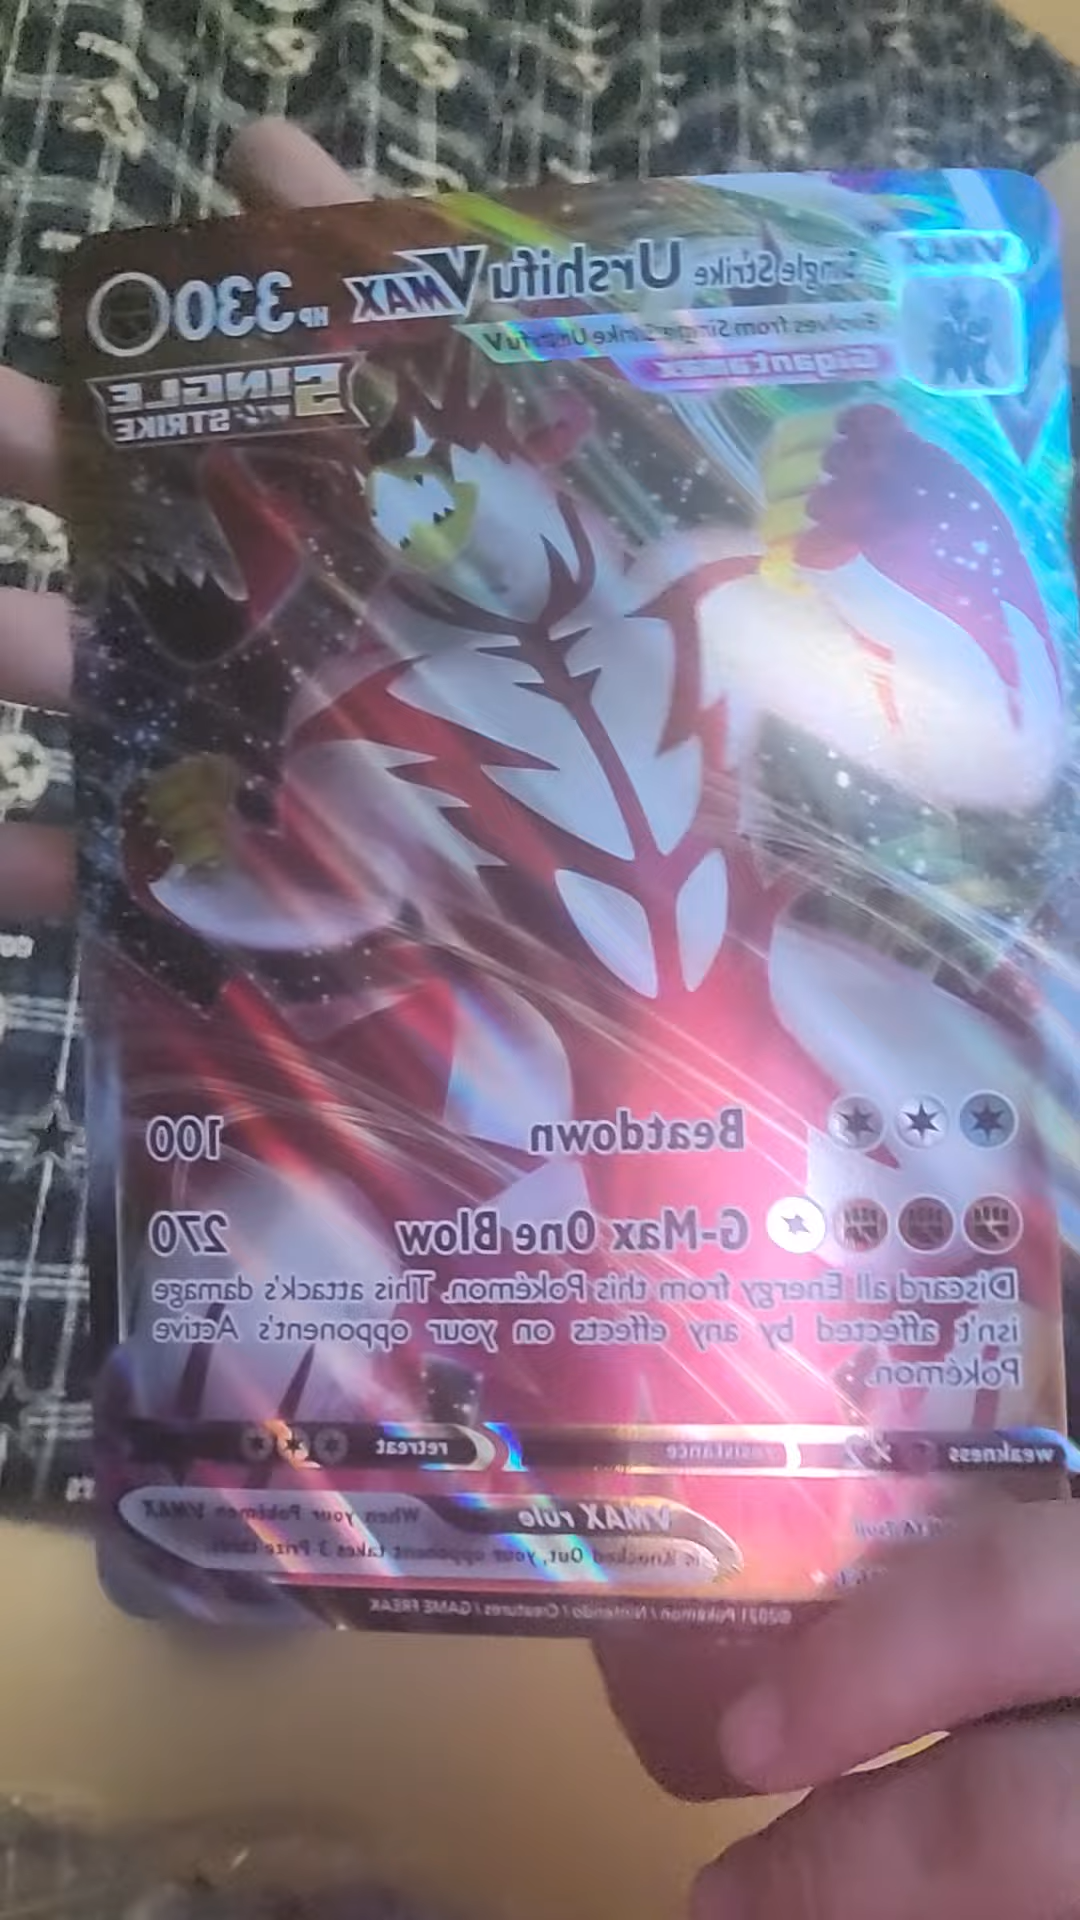 VMAX
Single Strike Urshifu VMAX HP 330
Evolves from Single Strike Urshifu V
Gigantamax
SINGLE
STRIKE
Beatdown 100
G-Max One Blow 270
Discard all Energy from this Pokémon. This attack's damage
isn't affected by any effects on your opponent's Active
Pokémon.
weakness ×2 resistance retreat
VMAX rule When your Pokémon VMAX
is Knocked Out, your opponent takes 3 Prize cards.
©2021 Pokémon / Nintendo / Creatures / GAME FREAK